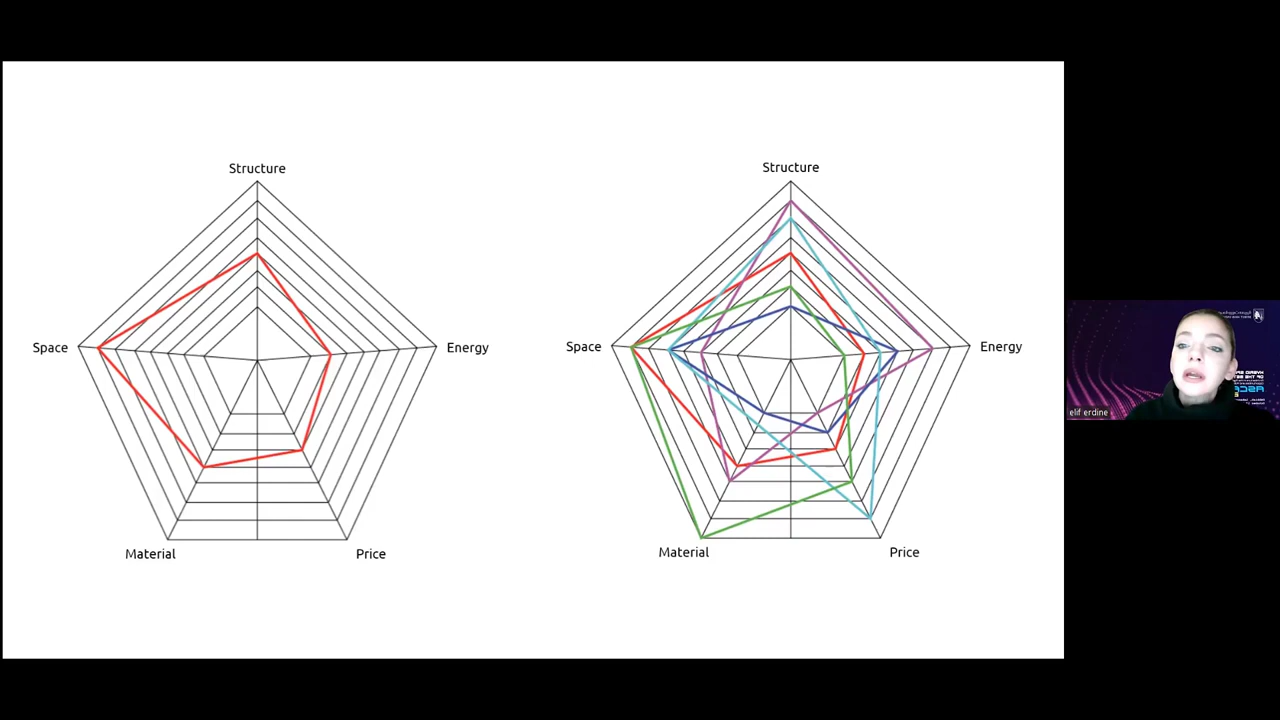 Structure
Space
Energy
Material
Price
Structure
Space
Energy
Material
Price
elif erdine